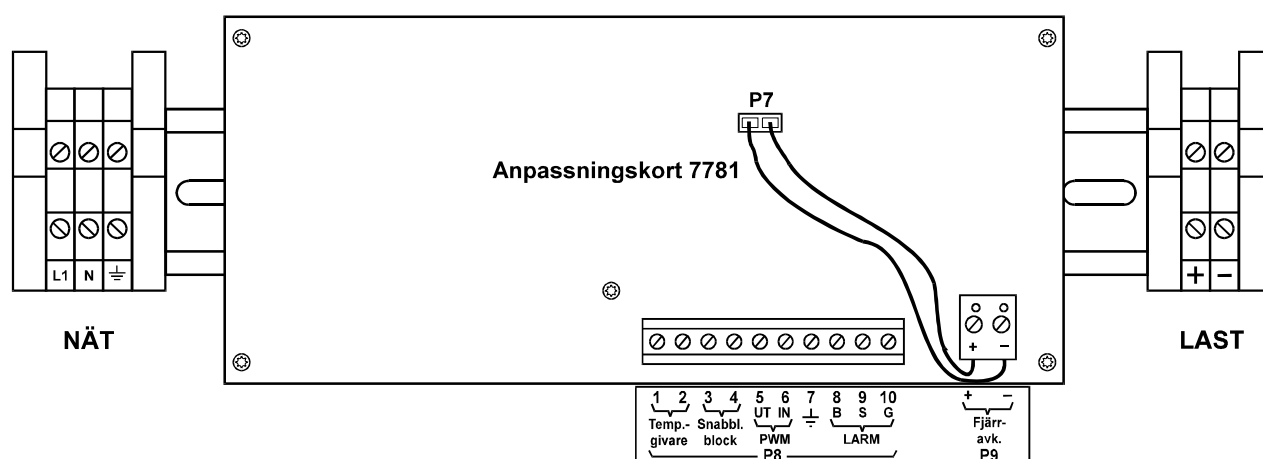 P7
Anpassningskort 7781
L1 N
+ −
NÄT
LAST
+ −
1 2 3 4 5 6 7 8 9 10 + −
UT IN B S G
Temp.- Snabbl. Fjärr-
givare block PWM LARM avk.
P8 P9